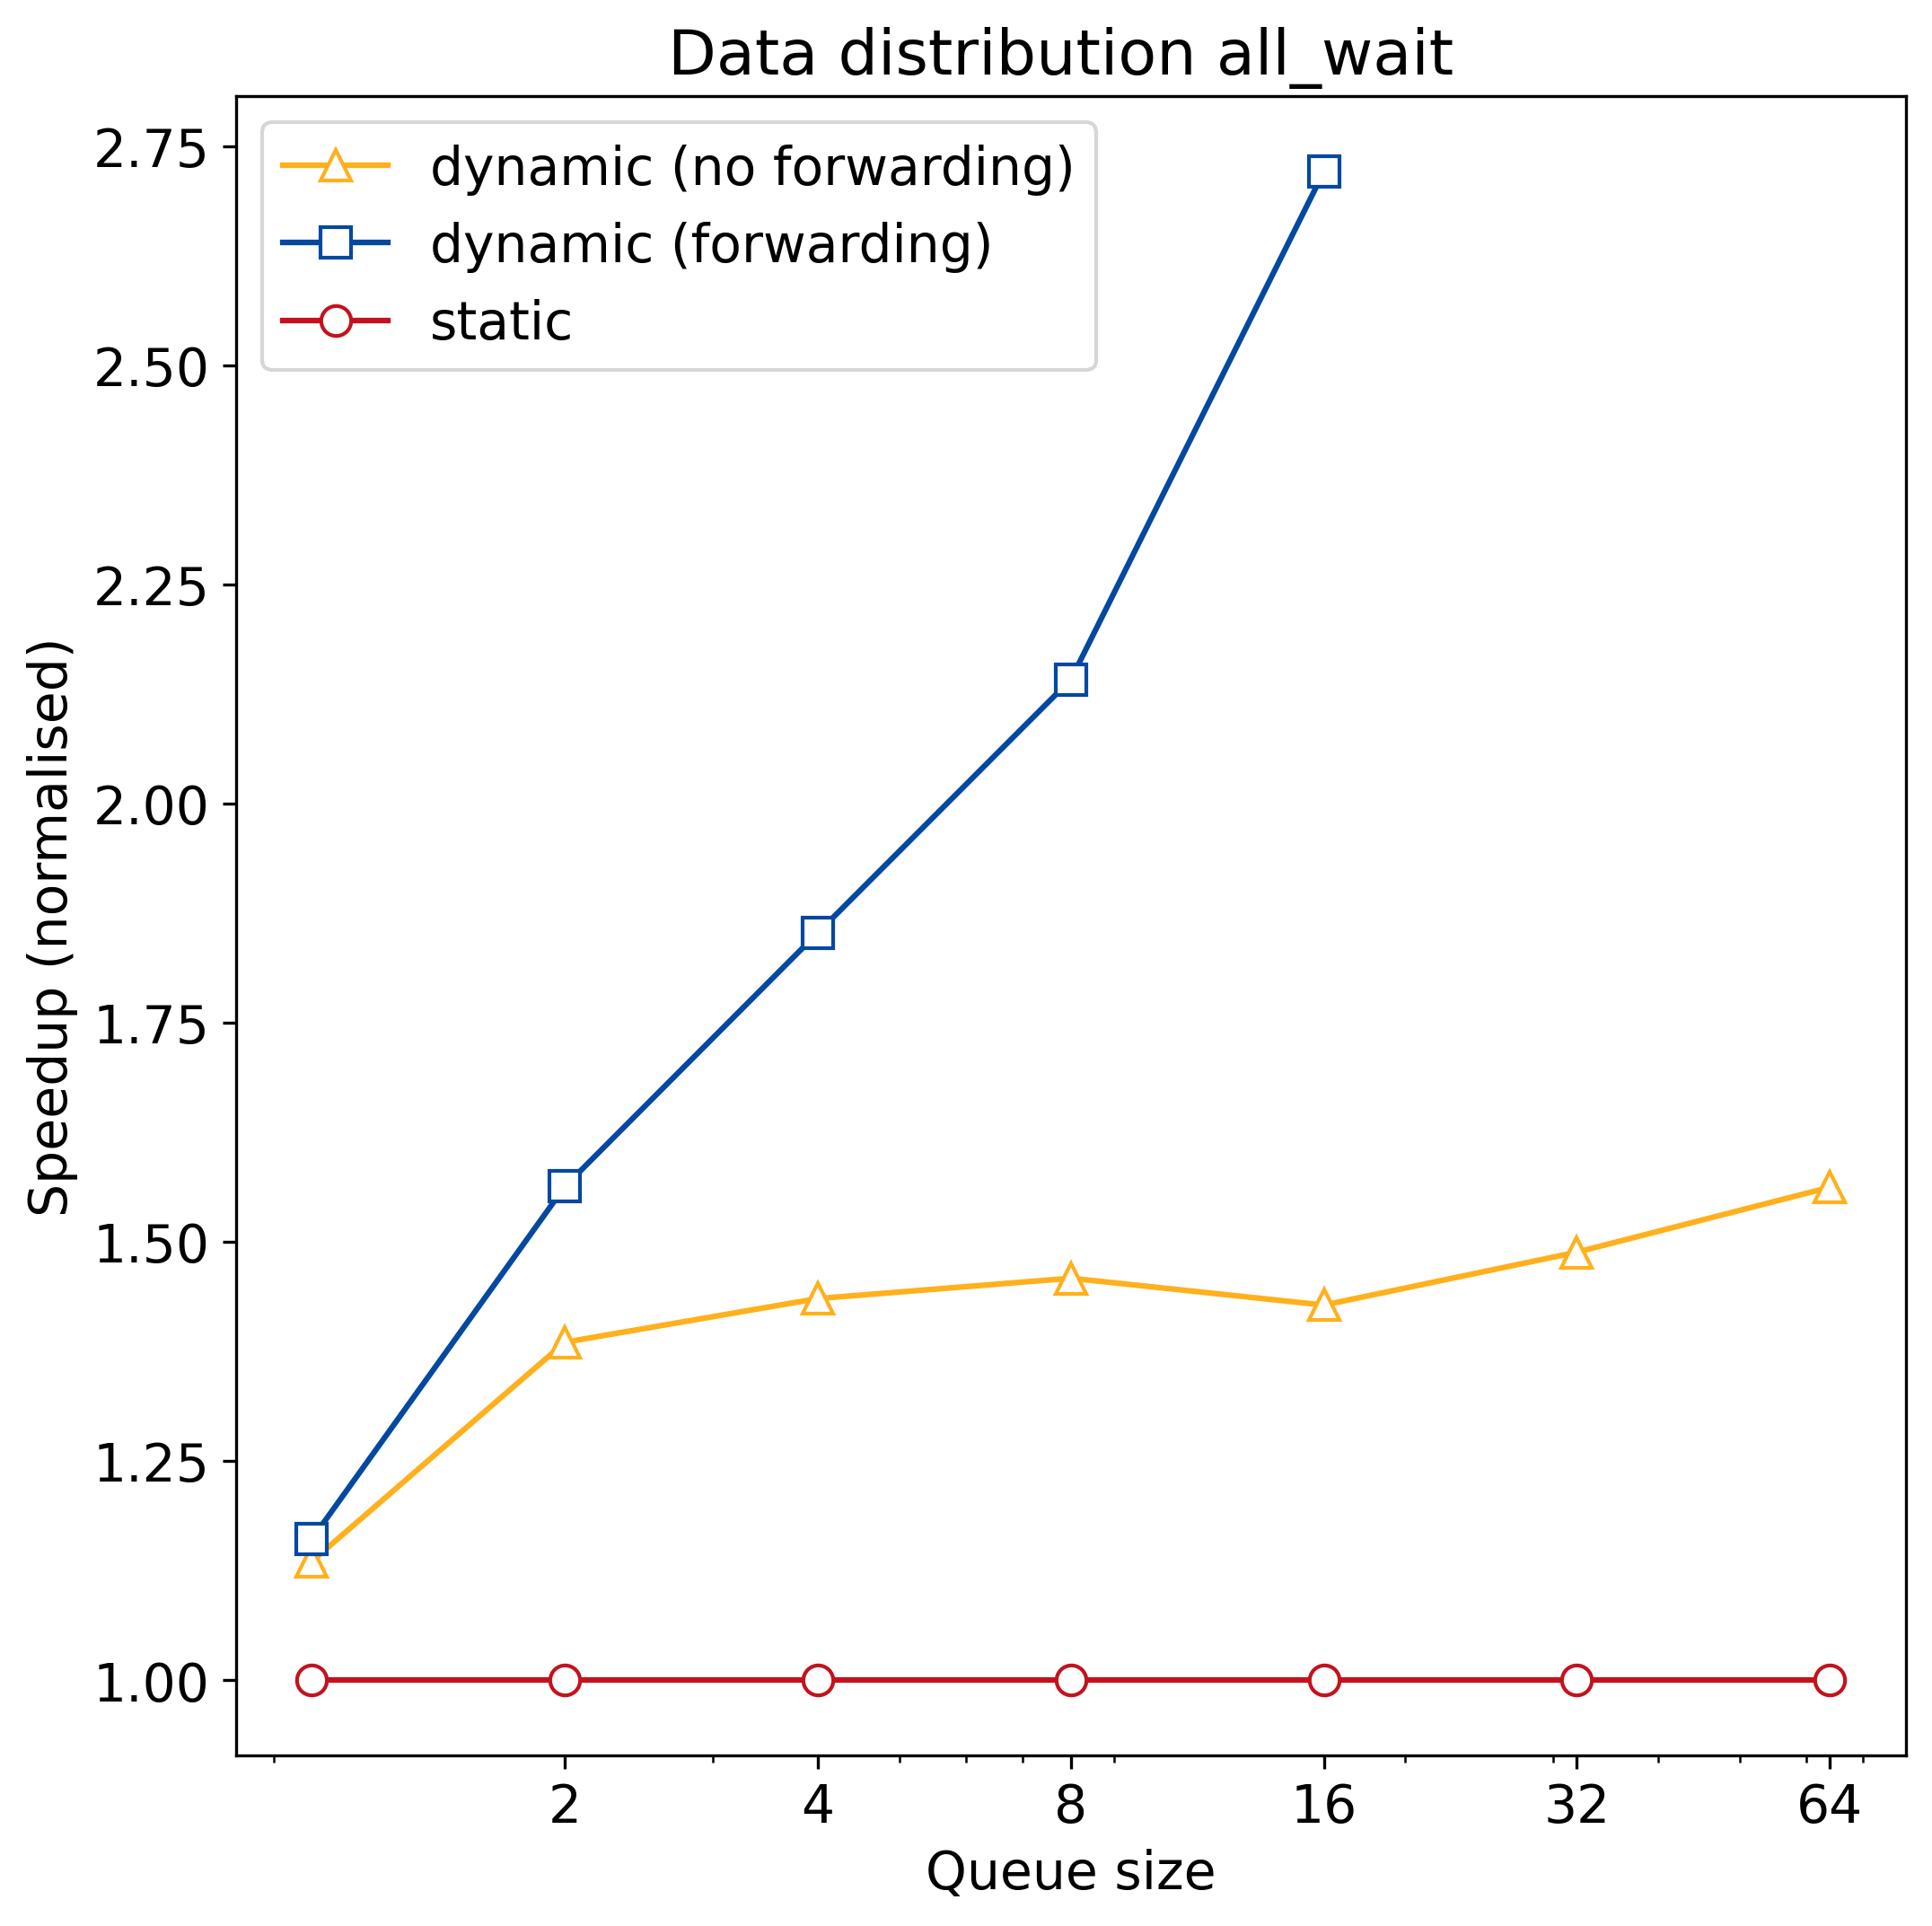 Data distribution all_wait
dynamic (no forwarding)
dynamic (forwarding)
static
Speedup (normalised)
2.75
2.50
2.25
2.00
1.75
1.50
1.25
1.00
2 4 8 16 32 64
Queue size